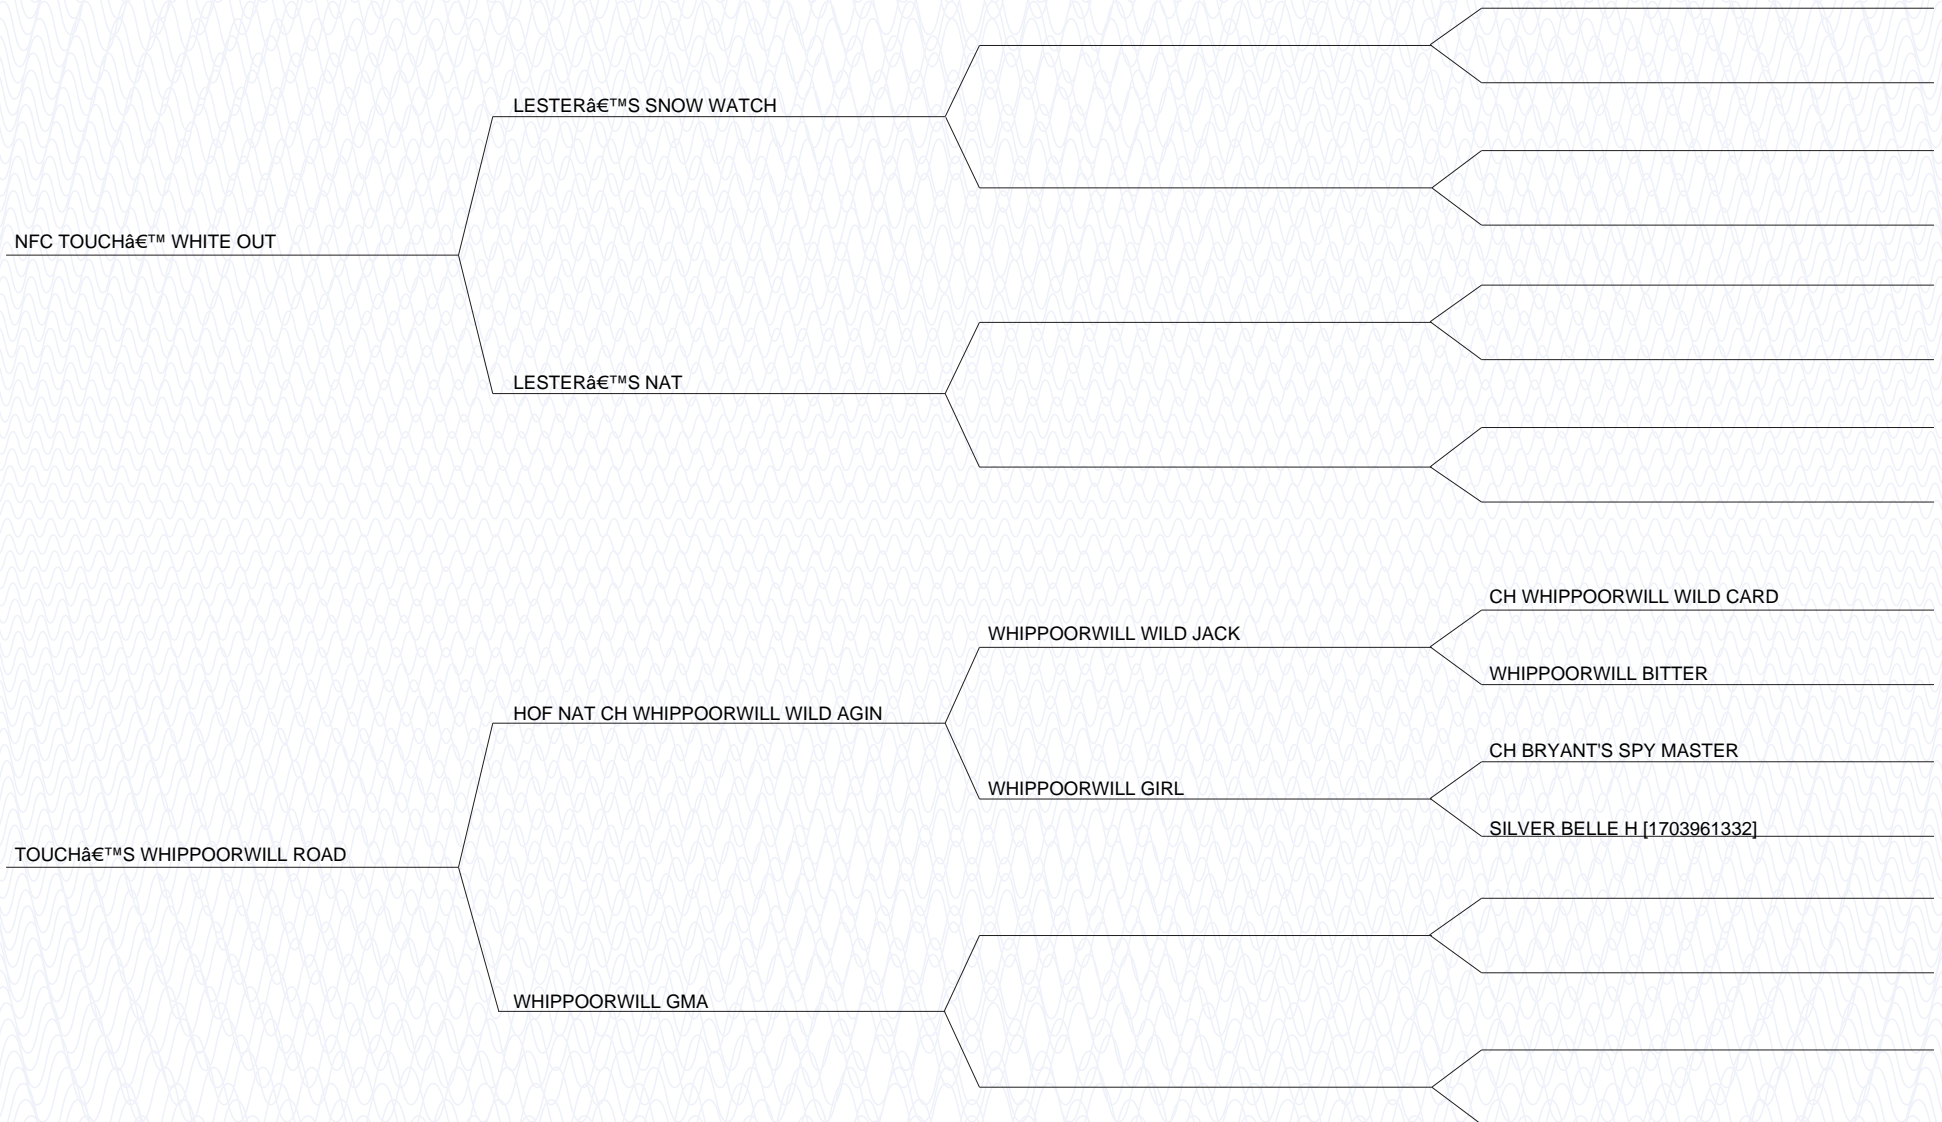 LESTERâ€™S SNOW WATCH
NFC TOUCHâ€™ WHITE OUT
LESTERâ€™S NAT
CH WHIPPOORWILL WILD CARD
WHIPPOORWILL WILD JACK
WHIPPOORWILL BITTER
HOF NAT CH WHIPPOORWILL WILD AGIN
CH BRYANT'S SPY MASTER
WHIPPOORWILL GIRL
SILVER BELLE H [1703961332]
TOUCHâ€™S WHIPPOORWILL ROAD
WHIPPOORWILL GMA